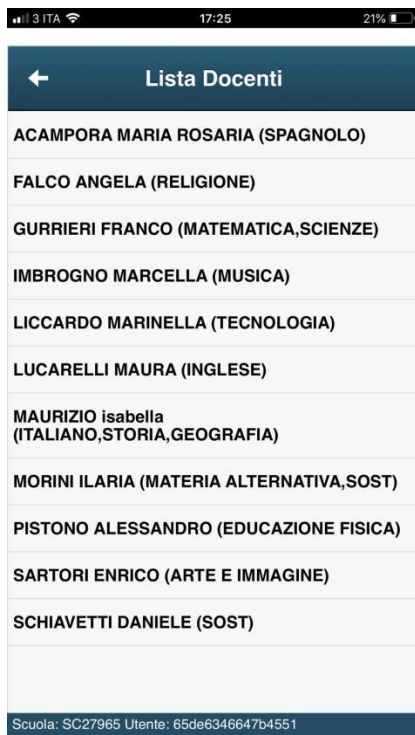 3 ITA 17:25 21%
Lista Docenti
ACAMPORA MARIA ROSARIA (SPAGNOLO)
FALCO ANGELA (RELIGIONE)
GURRIERI FRANCO (MATEMATICA,SCIENZE)
IMBROGNO MARCELLA (MUSICA)
LICCARDO MARINELLA (TECNOLOGIA)
LUCARELLI MAURA (INGLESE)
MAURIZIO isabella
(ITALIANO,STORIA,GEOGRAFIA)
MORINI ILARIA (MATERIA ALTERNATIVA,SOST)
PISTONO ALESSANDRO (EDUCAZIONE FISICA)
SARTORI ENRICO (ARTE E IMMAGINE)
SCHIAVETTI DANIELE (SOST)
Scuola: SC27965 Utente: 65de6346647b4551